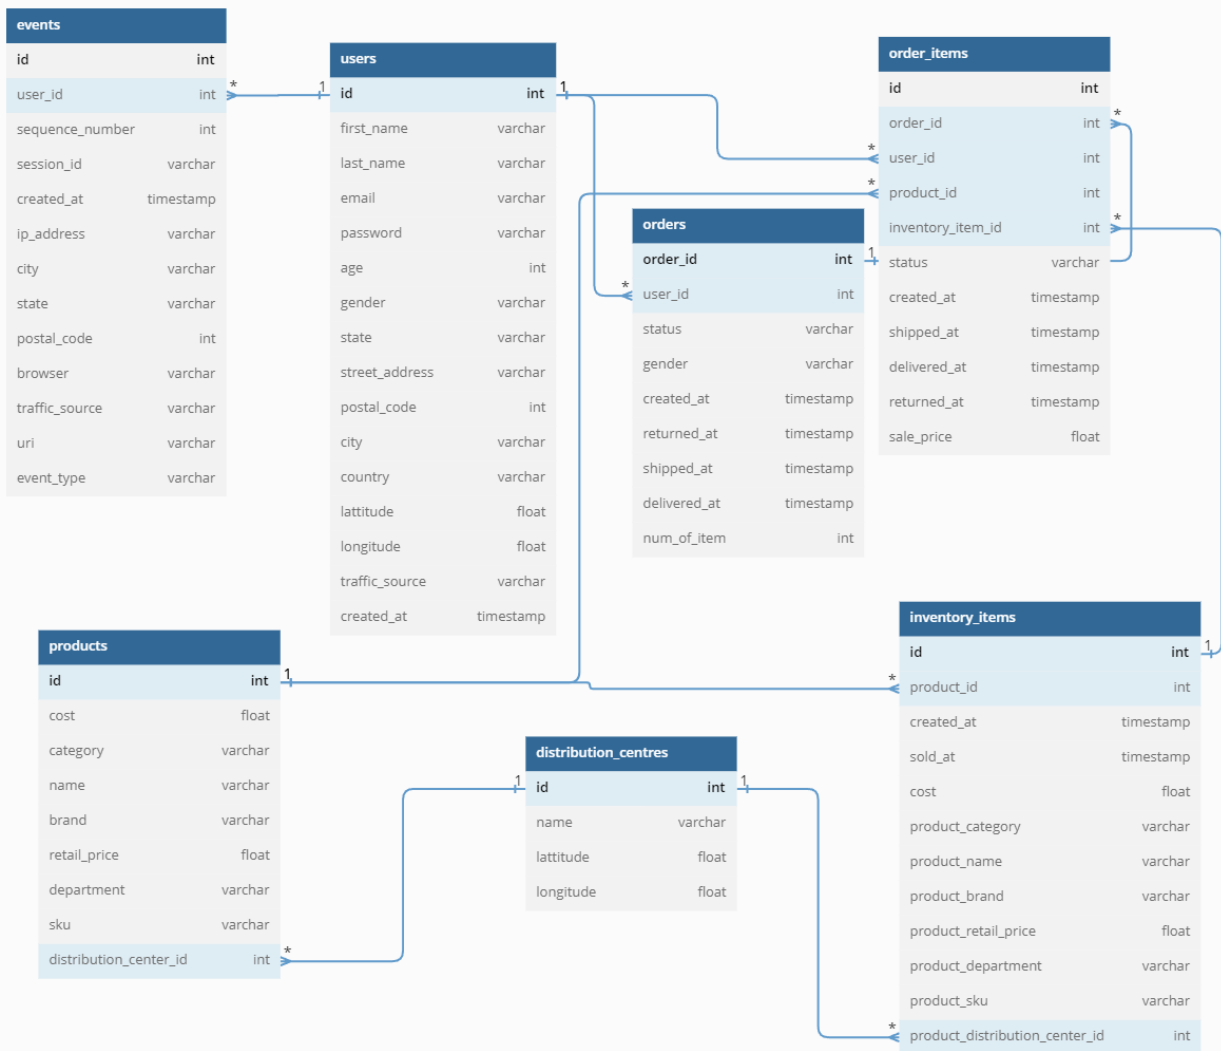 events
id int
user_id int
sequence_number int
session_id varchar
created_at timestamp
ip_address varchar
city varchar
state varchar
postal_code int
browser varchar
traffic_source varchar
uri varchar
event_type varchar
* 1
users
id int
first_name varchar
last_name varchar
email varchar
password varchar
age int
gender varchar
state varchar
street_address varchar
postal_code int
city varchar
country varchar
lattitude float
longitude float
traffic_source varchar
created_at timestamp
1
*
*
*
orders
order_id int
user_id int
status varchar
gender varchar
created_at timestamp
returned_at timestamp
shipped_at timestamp
delivered_at timestamp
num_of_item int
1
order_items
id int
order_id int
user_id int
product_id int
inventory_item_id int
status varchar
created_at timestamp
shipped_at timestamp
delivered_at timestamp
returned_at timestamp
sale_price float
*
*
products
id int
cost float
category varchar
name varchar
brand varchar
retail_price float
department varchar
sku varchar
distribution_center_id int
1
*
distribution_centres
id int
name varchar
lattitude float
longitude float
1 1
inventory_items
id int
product_id int
created_at timestamp
sold_at timestamp
cost float
product_category varchar
product_name varchar
product_brand varchar
product_retail_price float
product_department varchar
product_sku varchar
product_distribution_center_id int
1
*
*